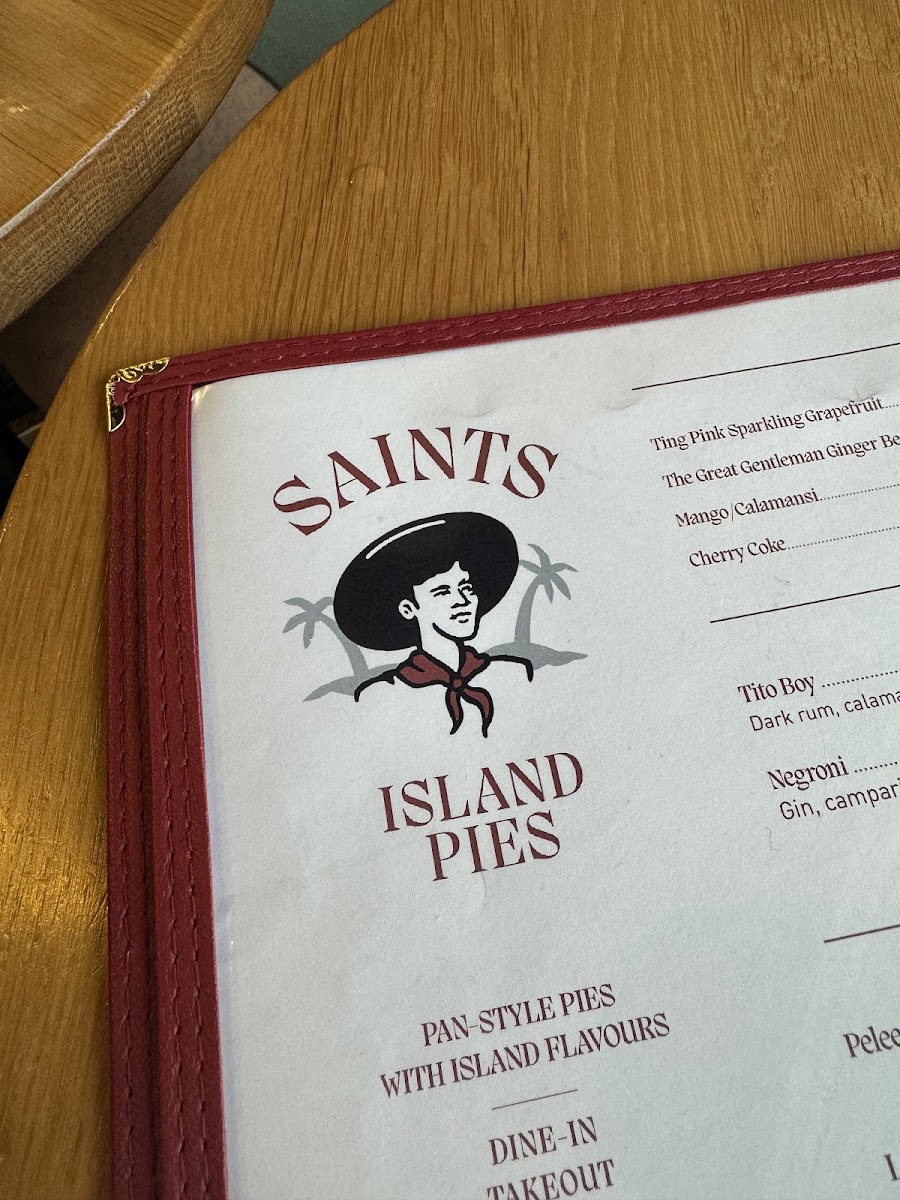 SAINTS
ISLAND
PIES
PAN-STYLE PIES
WITH ISLAND FLAVOURS
DINE-IN
TAKEOUT
Ting Pink Sparkling Grapefruit
The Great Gentleman Ginger Be
Mango/Calamansi
Cherry Coke
Tito Boy
Dark rum, calama
Negroni
Gin, campar
Pelee